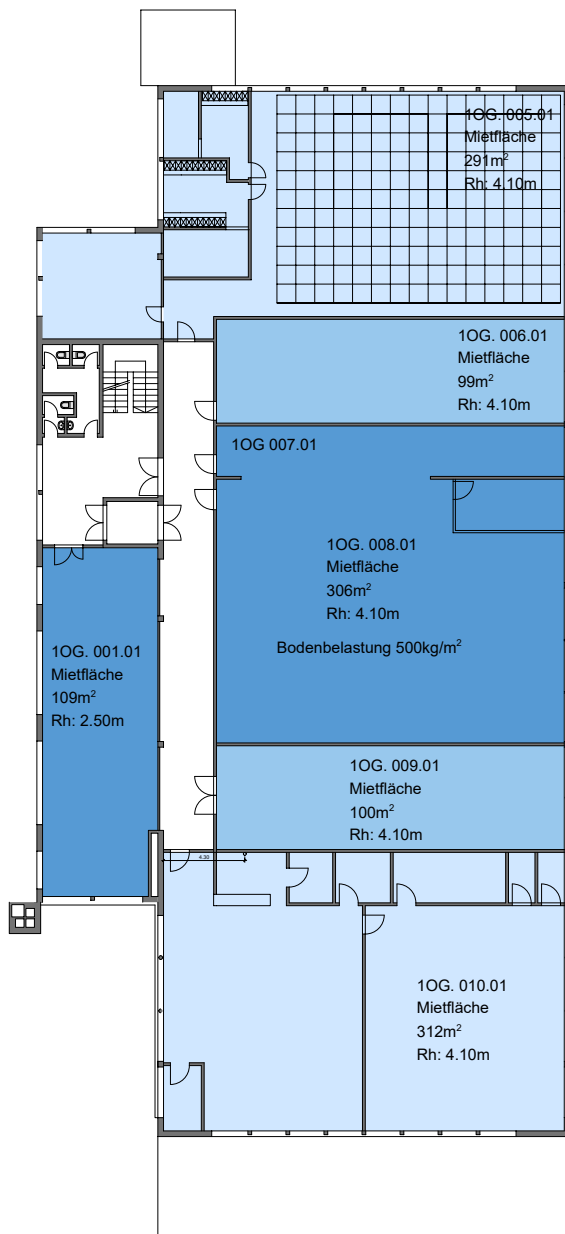 1OG. 005.01
Mietfläche
291m²
Rh: 4.10m
1OG. 006.01
Mietfläche
99m²
Rh: 4.10m
1OG 007.01
1OG. 008.01
Mietfläche
306m²
Rh: 4.10m
Bodenbelastung 500kg/m²
1OG. 001.01
Mietfläche
109m²
Rh: 2.50m
1OG. 009.01
Mietfläche
100m²
Rh: 4.10m
4.30
1OG. 010.01
Mietfläche
312m²
Rh: 4.10m